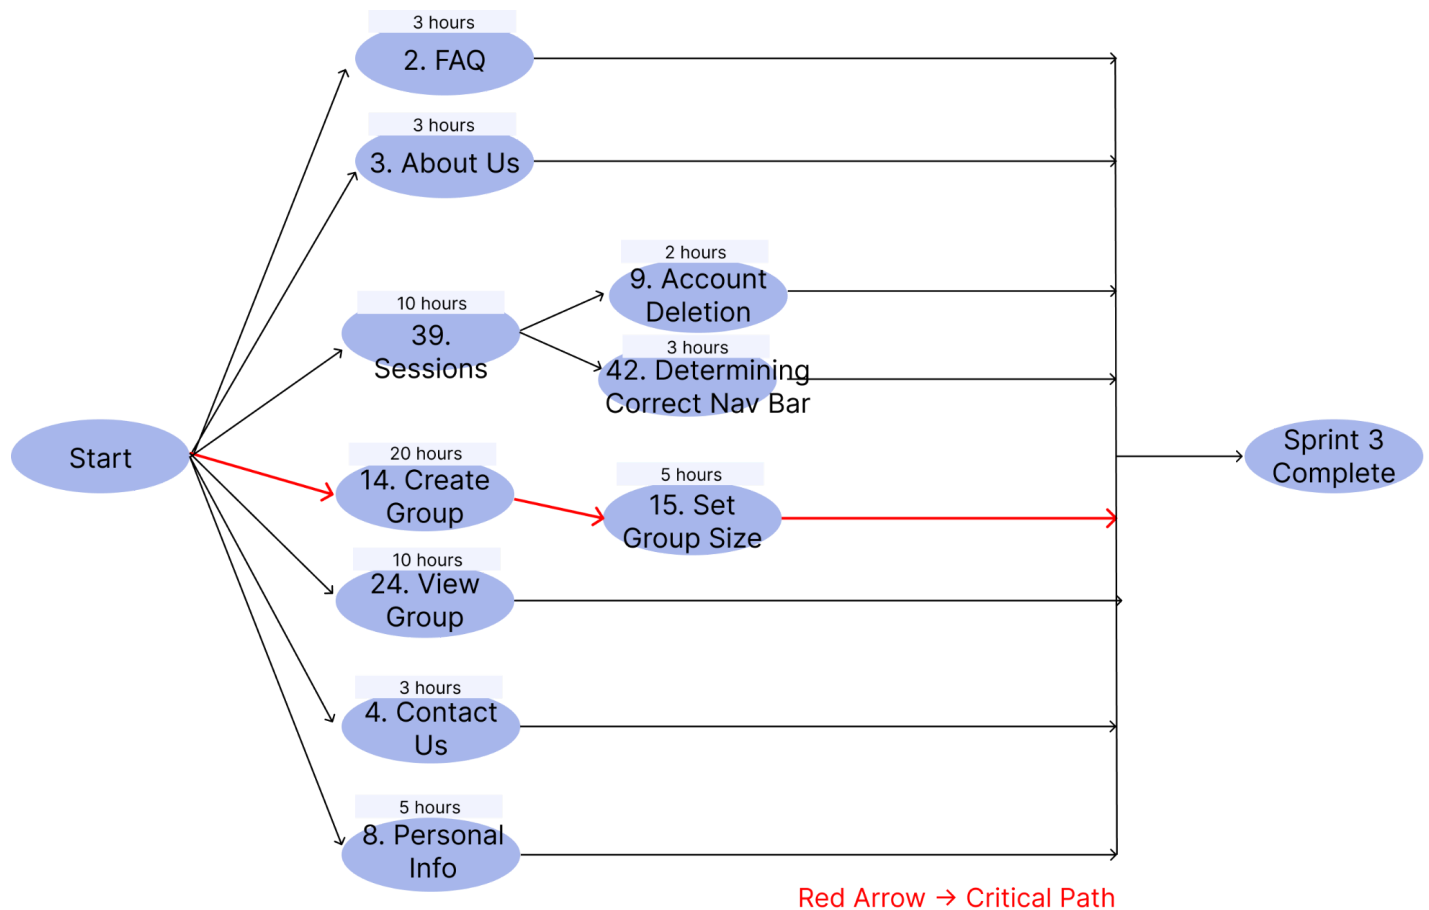 3 hours
2. FAQ
3 hours
3. About Us
2 hours
9. Account
Deletion
10 hours
39.
Sessions
3 hours
42. Determining
Correct Nav Bar
Start
20 hours
14. Create
Group
5 hours
15. Set
Group Size
Sprint 3
Complete
10 hours
24. View
Group
3 hours
4. Contact
Us
5 hours
8. Personal
Info
Red Arrow → Critical Path